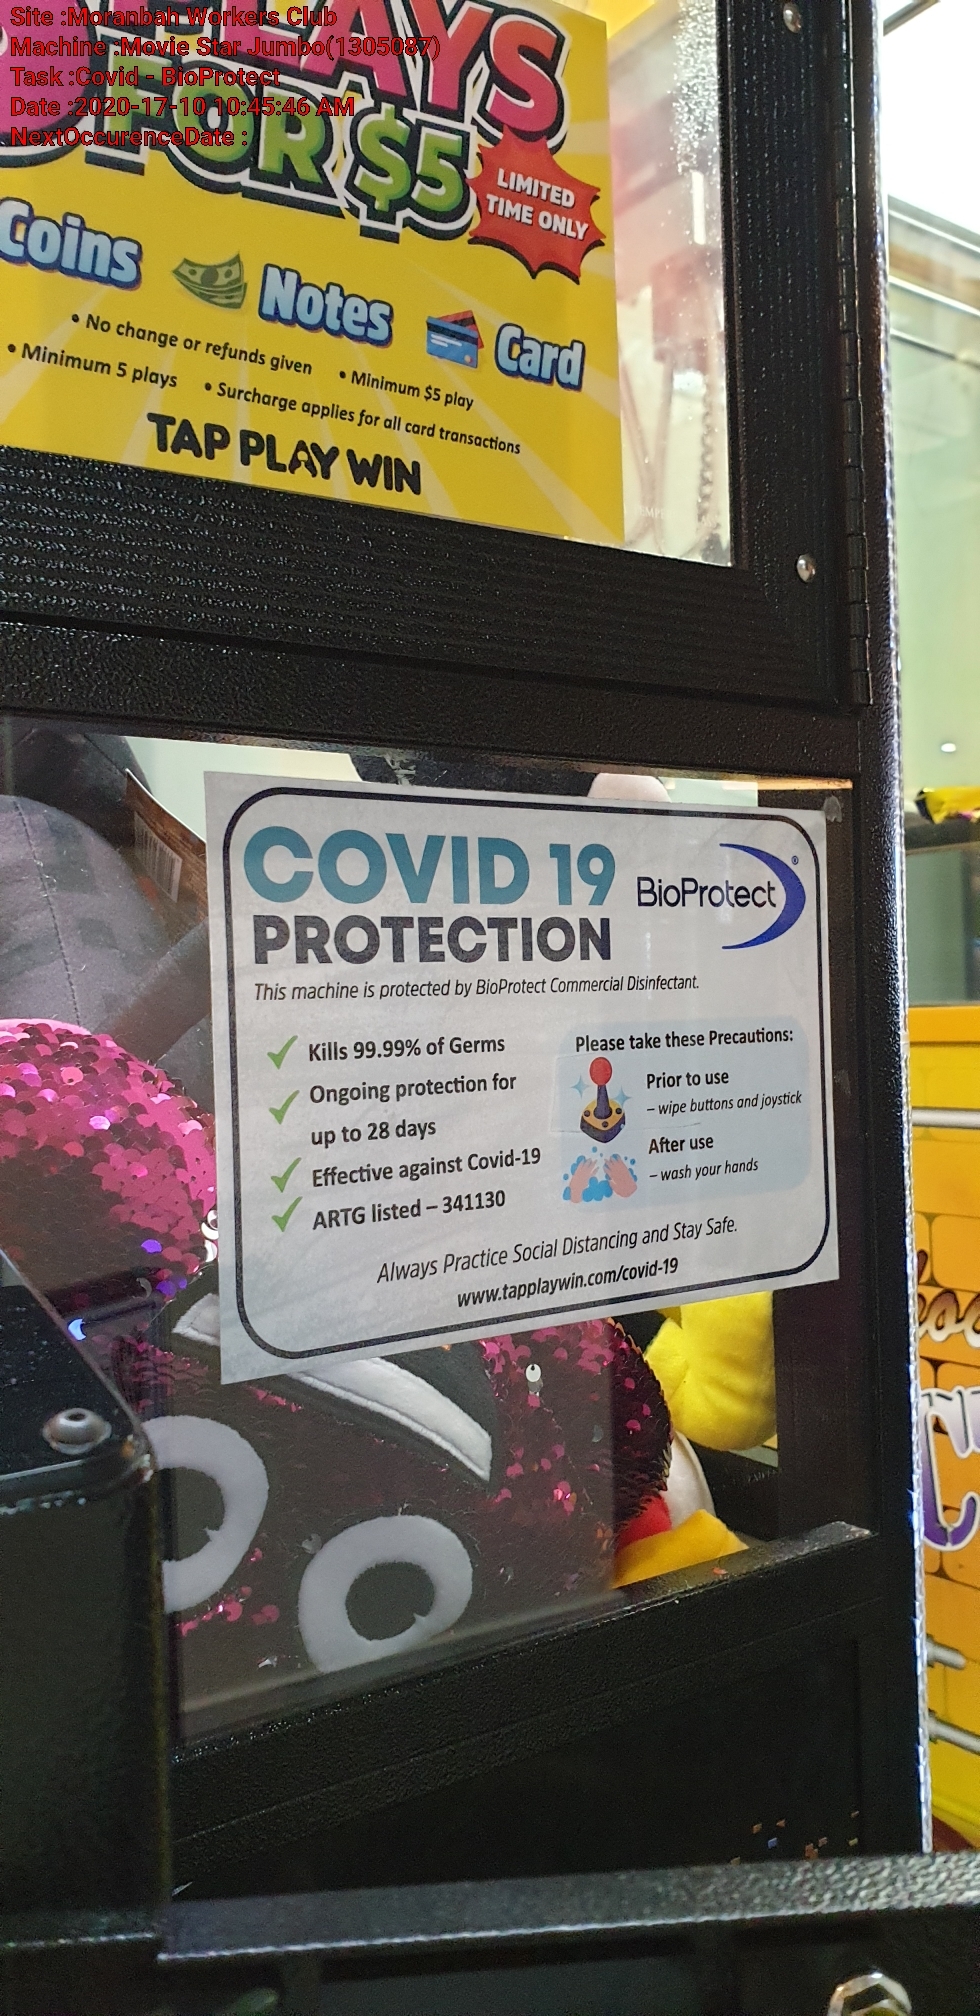 Site :Moranbah Workers Club
Machine :Movie Star Jumbo(1305087)
Task :Covid - BioProtect
Date :2020-17-10 10:45:46 AM
NextOccurenceDate :
FOR $5
LIMITED
TIME ONLY
Coins Notes Card
• No change or refunds given • Minimum $5 play
• Minimum 5 plays • Surcharge applies for all card transactions
TAP PLAY WIN
COVID 19
PROTECTION
BioProtect®
This machine is protected by BioProtect Commercial Disinfectant.
Kills 99.99% of Germs
Ongoing protection for
up to 28 days
Effective against Covid-19
ARTG listed – 341130
Please take these Precautions:
Prior to use
– wipe buttons and joystick
After use
– wash your hands
Always Practice Social Distancing and Stay Safe.
www.tapplaywin.com/covid-19